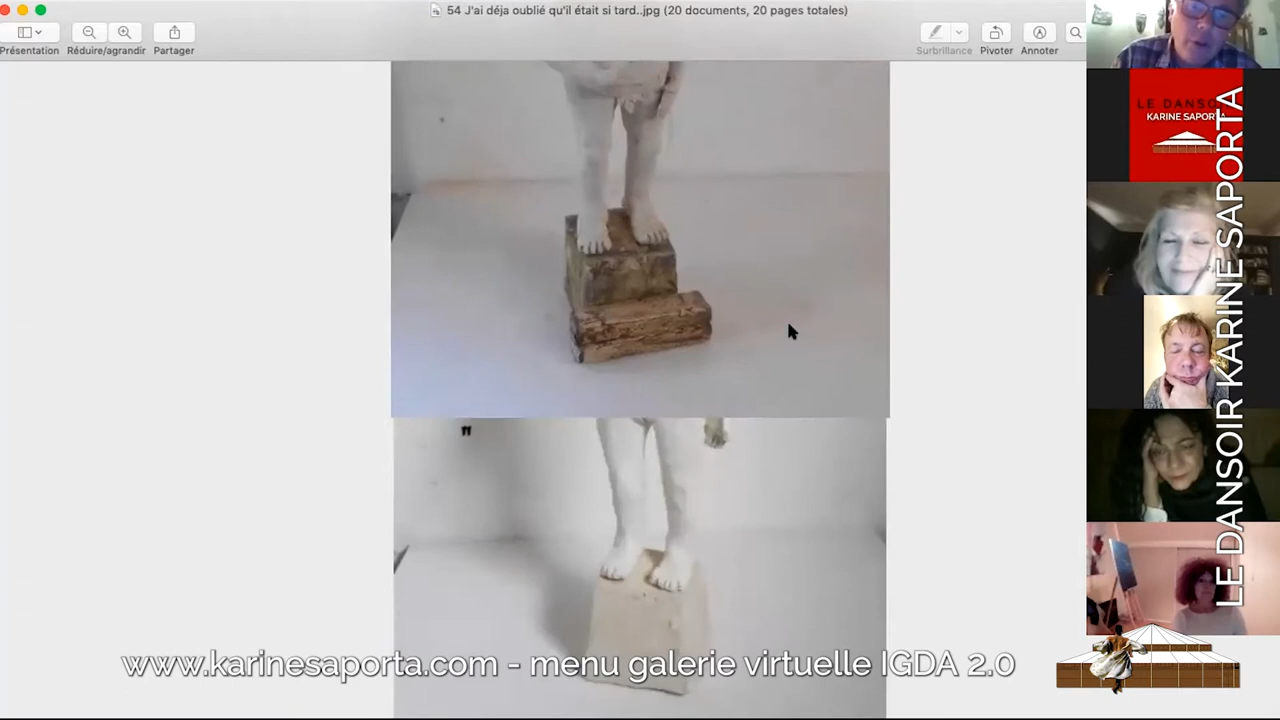 54 J'ai déja oublié qu'il était si tard..jpg (20 documents, 20 pages totales)
Présentation
Réduire/agrandir
Partager
Surbrillance
Pivoter
Annoter
LE DANSO
KARINE SAPORTA
LE DANSOIR KARINE SAPORTA
"
www.karinesaporta.com - menu galerie virtuelle IGDA 2.0